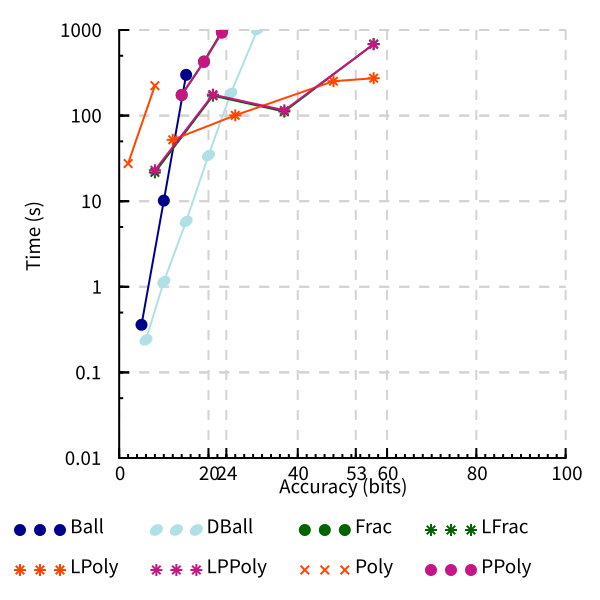 1000
100
10
1
0.1
0.01
Time (s)
0 20 24 40 53 60 80 100
Accuracy (bits)
Ball DBall Frac LFrac
LPoly LPPoly Poly PPoly